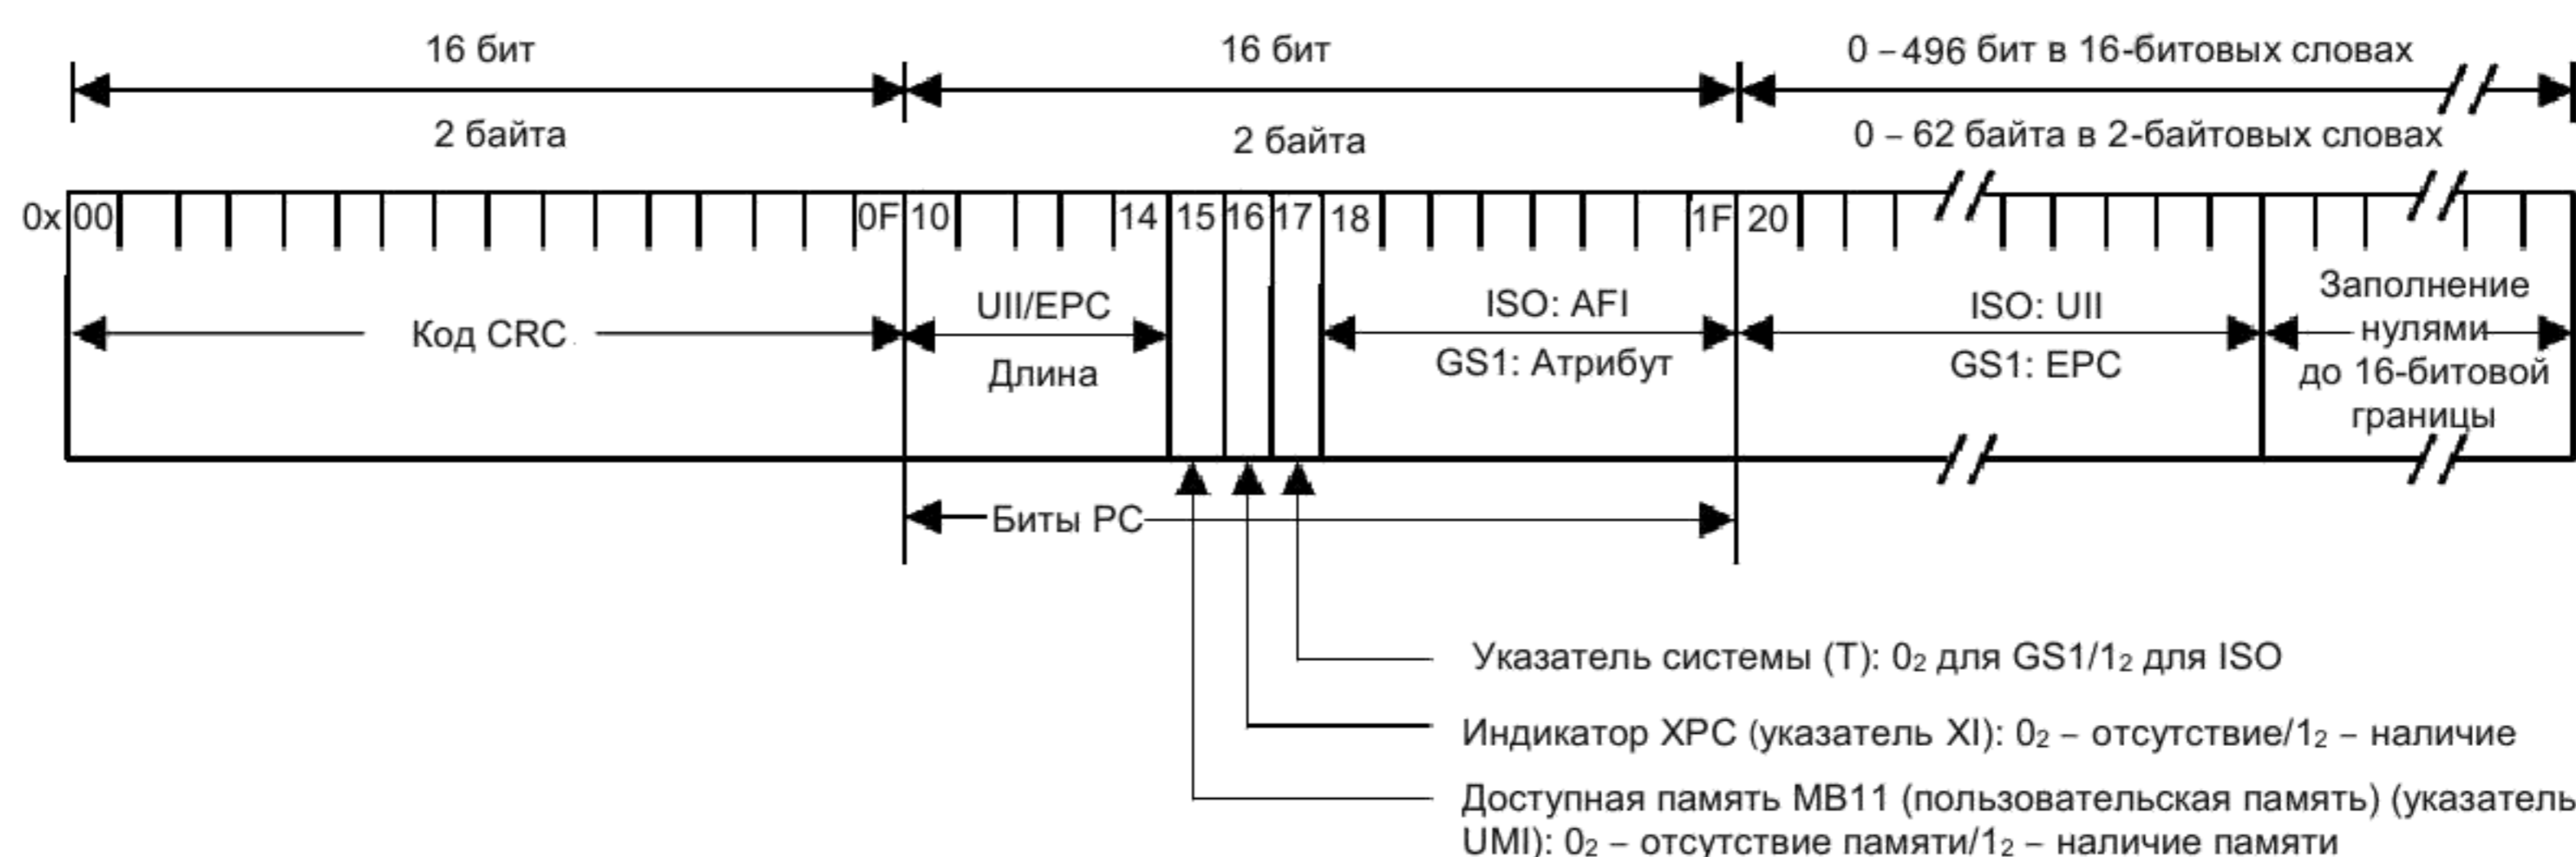 16 бит 16 бит 0 – 496 бит в 16-битовых словах
2 байта 2 байта 0 – 62 байта в 2-байтовых словах
0x 00 0F 10 14 15 16 17 18 1F 20
Код CRC
UII/EPC
Длина
ISO: AFI
GS1: Атрибут
ISO: UII
GS1: EPC
Заполнение
нулями
до 16-битовой
границы
Биты PC
Указатель системы (T): 0₂ для GS1/1₂ для ISO
Индикатор XPC (указатель XI): 0₂ – отсутствие/1₂ – наличие
Доступная память MB11 (пользовательская память) (указатель
UMI): 0₂ – отсутствие памяти/1₂ – наличие памяти